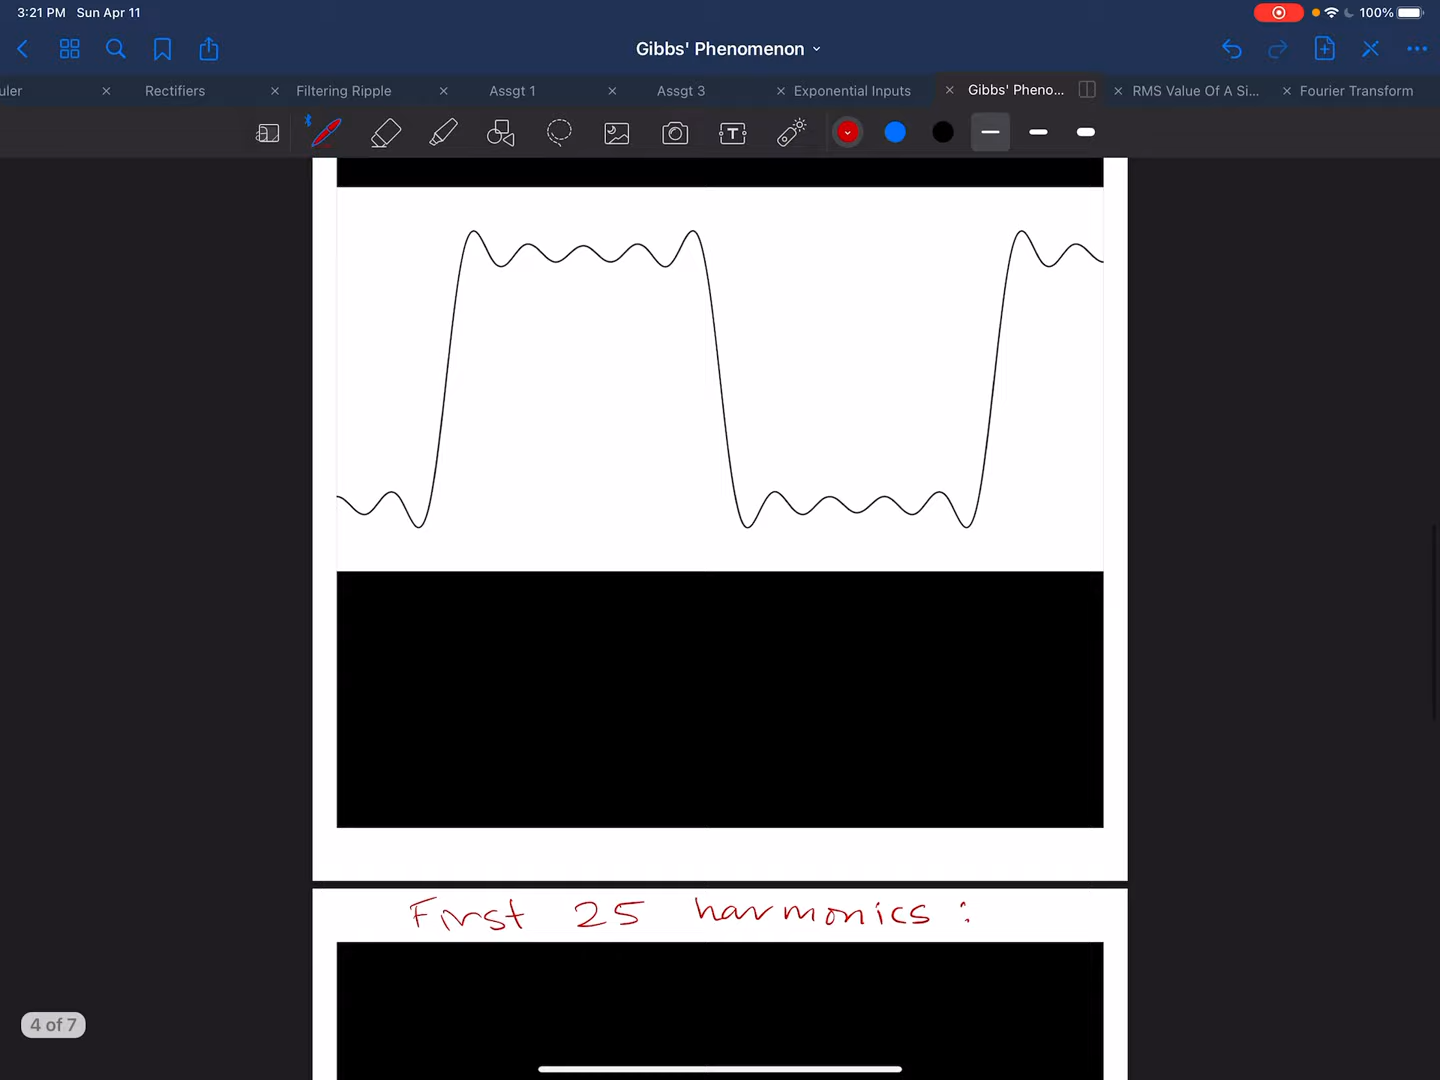 3:21 PM Sun Apr 11
100%
Gibbs' Phenomenon
uler
Rectifiers
Filtering Ripple
Assgt 1
Assgt 3
Exponential Inputs
Gibbs' Pheno...
RMS Value Of A Si...
Fourier Transform
T
First 25 harmonics :
4 of 7